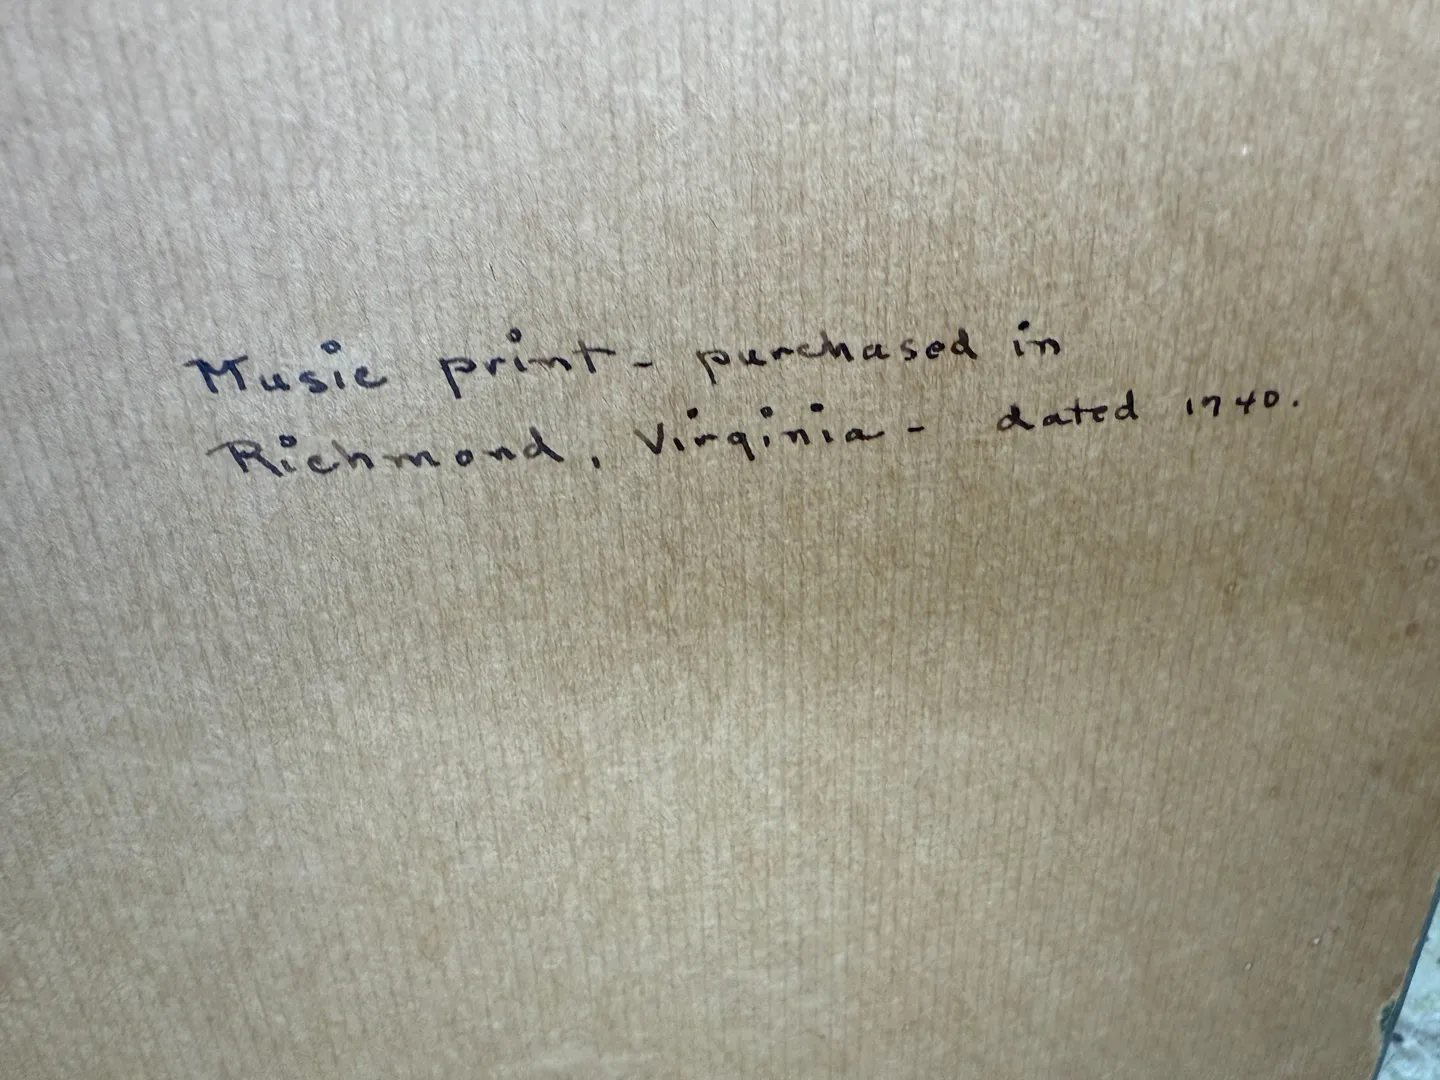 Music print - purchased in
Richmond, Virginia - dated 1740.